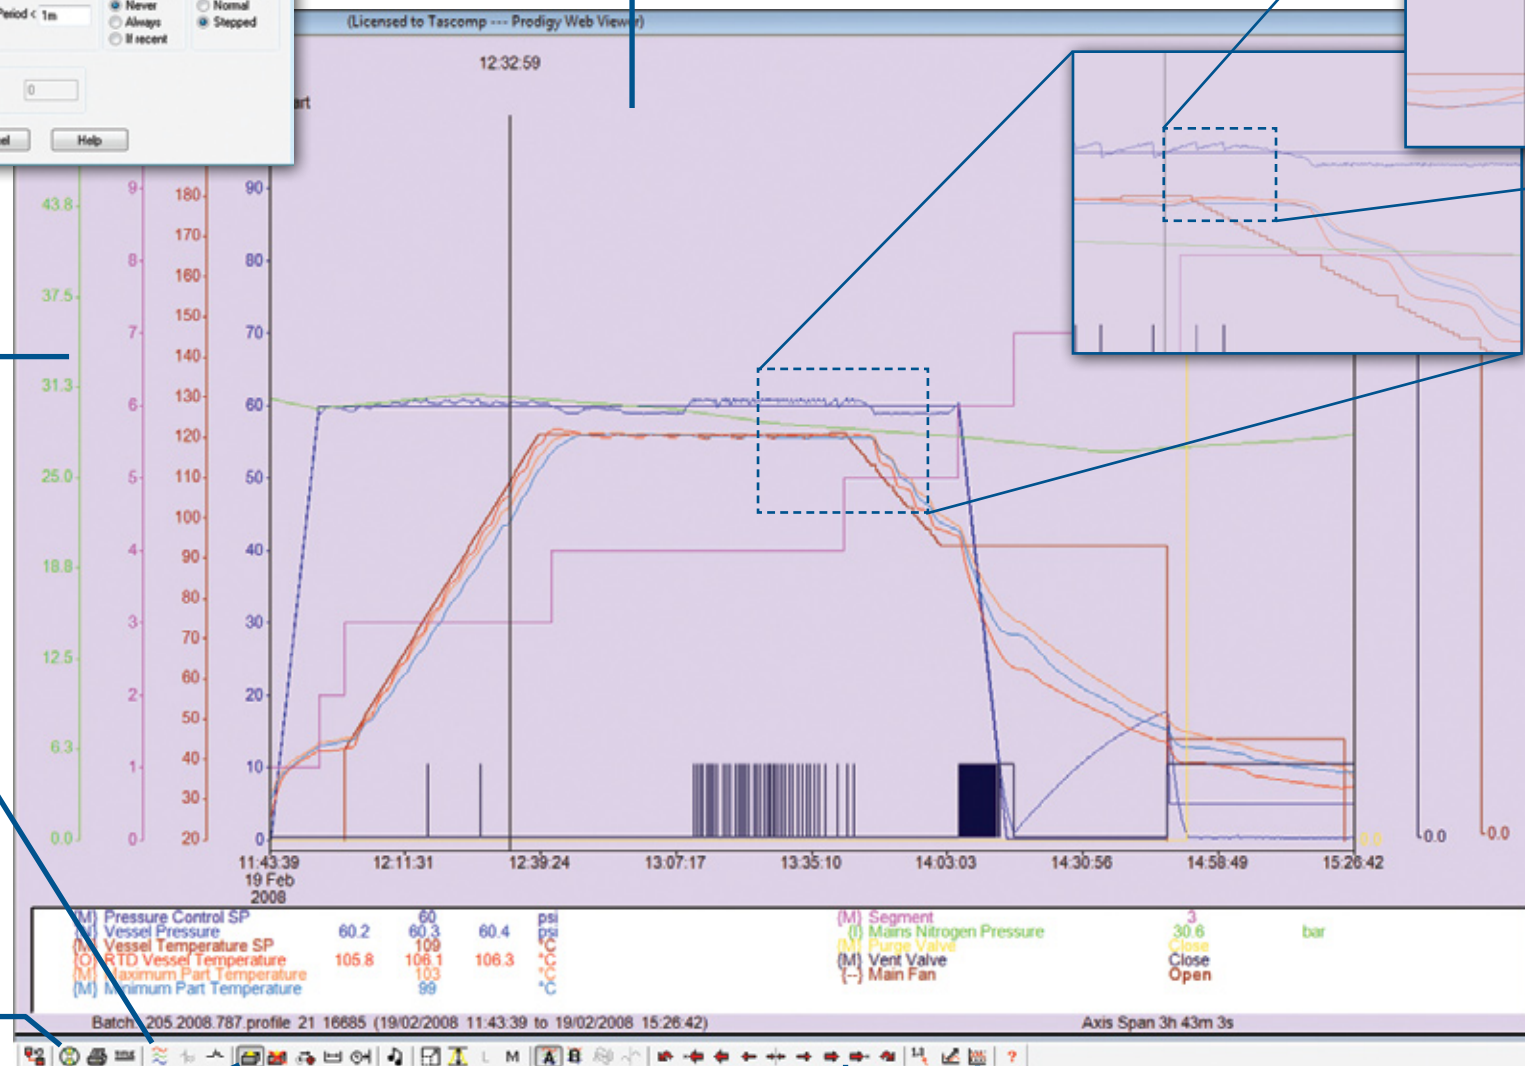 Period < 1m
Never
Always
If recent
Normal
Stepped
0
Help
(Licensed to Tascomp --- Prodigy Web Viewer)
12:32:59
43.8
37.5
31.3
25.0
18.8
12.5
6.3
0.0
9
8
7
6
5
4
3
2
1
0
180
170
160
150
140
130
120
110
100
90
80
70
60
50
40
30
20
90
80
70
60
50
40
30
20
10
0
0.0
0.0
0.0
11:43:39 12:11:31 12:39:24 13:07:17 13:35:10 14:03:03 14:30:56 14:58:49 15:26:42
19 Feb
2008
{M} Pressure Control SP 60 psi
{M} Vessel Pressure 60.2 60.3 60.4 psi
{M} Vessel Temperature SP 109 °C
{O} RTD Vessel Temperature 105.8 106.1 106.3 °C
{M} Maximum Part Temperature 103 °C
{M} Minimum Part Temperature 99 °C
{M} Segment 3
{I} Mains Nitrogen Pressure 30.6 bar
{M} Purge Valve Close
{M} Vent Valve Close
{--} Main Fan Open
Batch: 205.2008.787.profile 21 16685 (19/02/2008 11:43:39 to 19/02/2008 15:26:42)
Axis Span 3h 43m 3s
L M A B ?